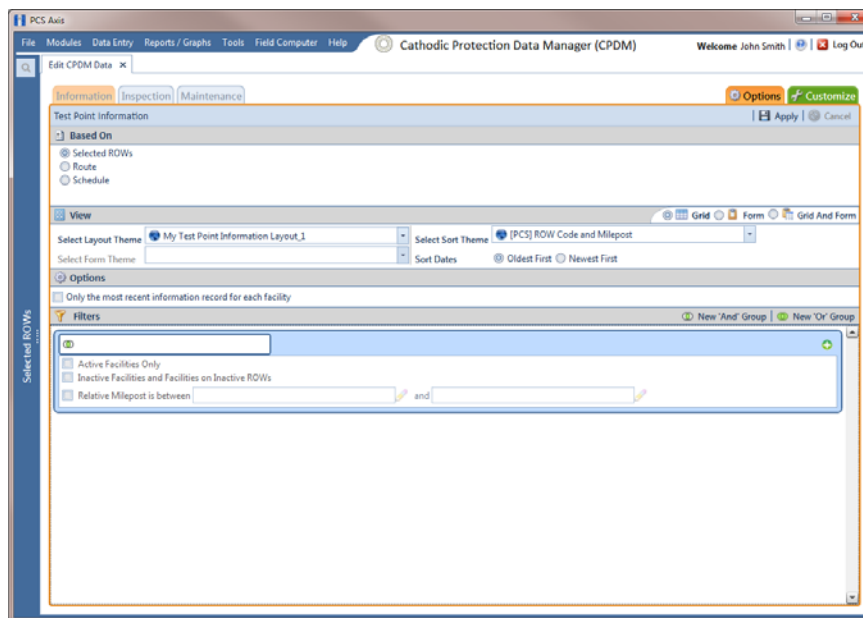 PCS Axis
File Modules Data Entry Reports / Graphs Tools Field Computer Help Cathodic Protection Data Manager (CPDM) Welcome John Smith | | Log Out
Edit CPDM Data ×
Information Inspection Maintenance Options Customize
Test Point Information | Apply | Cancel
Based On
Selected ROWs
Route
Schedule
View Grid Form Grid And Form
Select Layout Theme My Test Point Information Layout_1 Select Sort Theme [PCS] ROW Code and Milepost
Select Form Theme Sort Dates Oldest First Newest First
Options
Only the most recent information record for each facility
Filters New 'And' Group | New 'Or' Group
Active Facilities Only
Inactive Facilities and Facilities on Inactive ROWs
Relative Milepost is between and
Selected ROWs